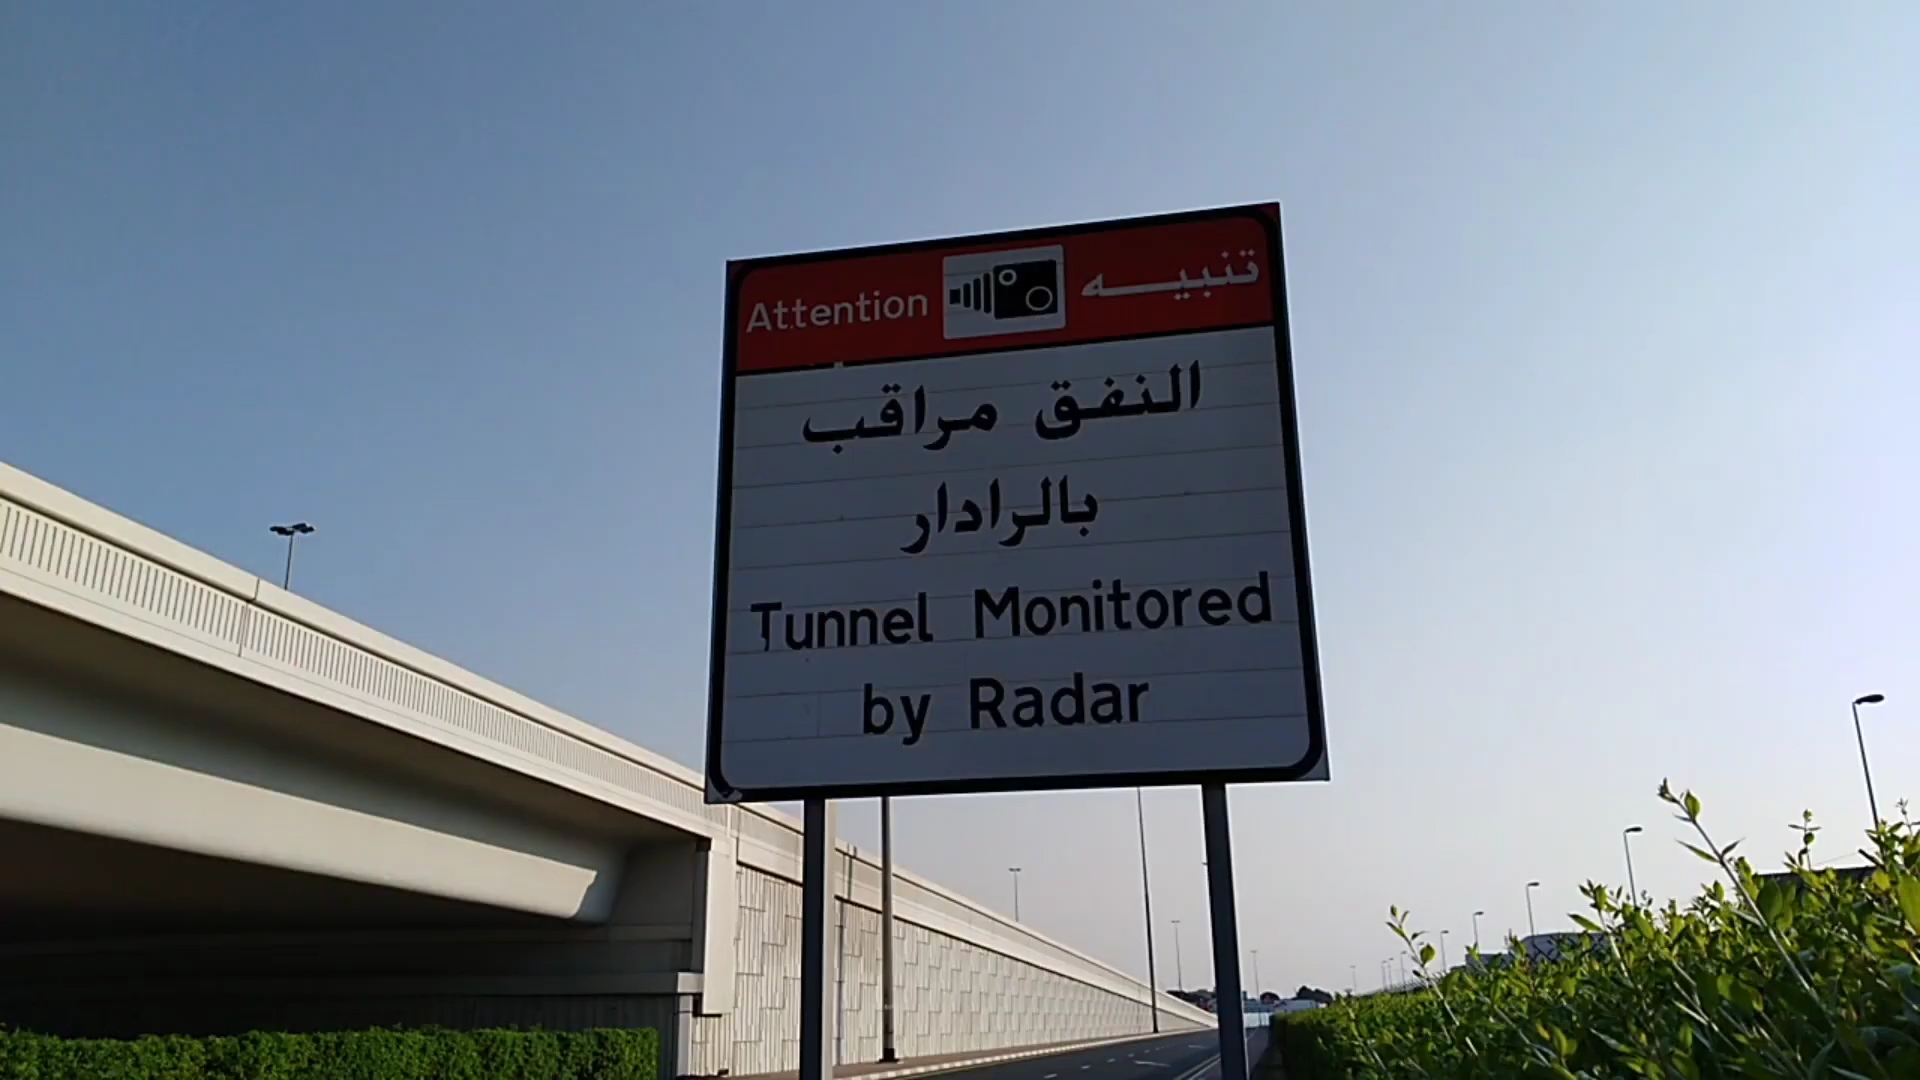 Attention تنبيه
النفق مراقب
بالرادار
Tunnel Monitored
by Radar